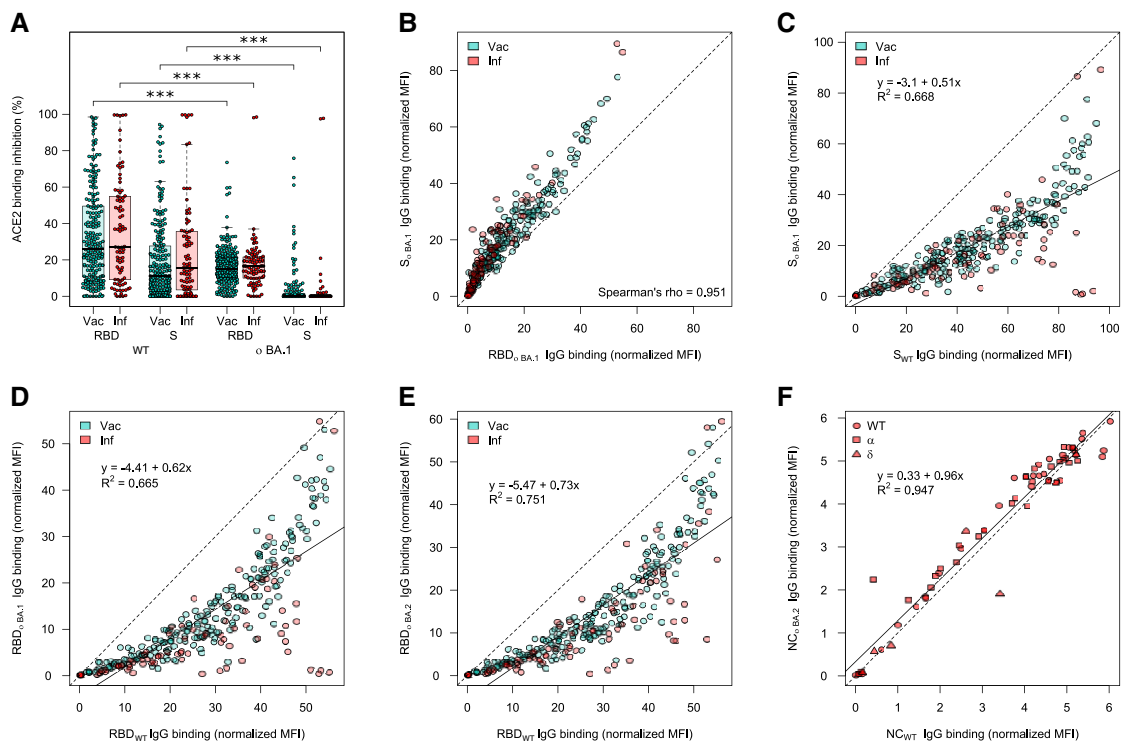 A
***
***
***
***
ACE2 binding inhibition (%)
100
80
60
40
20
0
Vac Inf Vac Inf Vac Inf Vac Inf
RBD S RBD S
WT o BA.1
B
Vac
Inf
S o BA.1 IgG binding (normalized MFI)
80
60
40
20
0
Spearman's rho = 0.951
0 20 40 60 80
RBD o BA.1 IgG binding (normalized MFI)
C
Vac
Inf
y = -3.1 + 0.51x
R² = 0.668
S o BA.1 IgG binding (normalized MFI)
100
80
60
40
20
0
0 20 40 60 80 100
S WT IgG binding (normalized MFI)
D
Vac
Inf
y = -4.41 + 0.62x
R² = 0.665
RBD o BA.1 IgG binding (normalized MFI)
50
40
30
20
10
0
0 10 20 30 40 50
RBD WT IgG binding (normalized MFI)
E
Vac
Inf
y = -5.47 + 0.73x
R² = 0.751
RBD o BA.2 IgG binding (normalized MFI)
60
50
40
30
20
10
0
0 10 20 30 40 50
RBD WT IgG binding (normalized MFI)
F
WT
α
δ
y = 0.33 + 0.96x
R² = 0.947
NC o BA.2 IgG binding (normalized MFI)
6
5
4
3
2
1
0
0 1 2 3 4 5 6
NC WT IgG binding (normalized MFI)